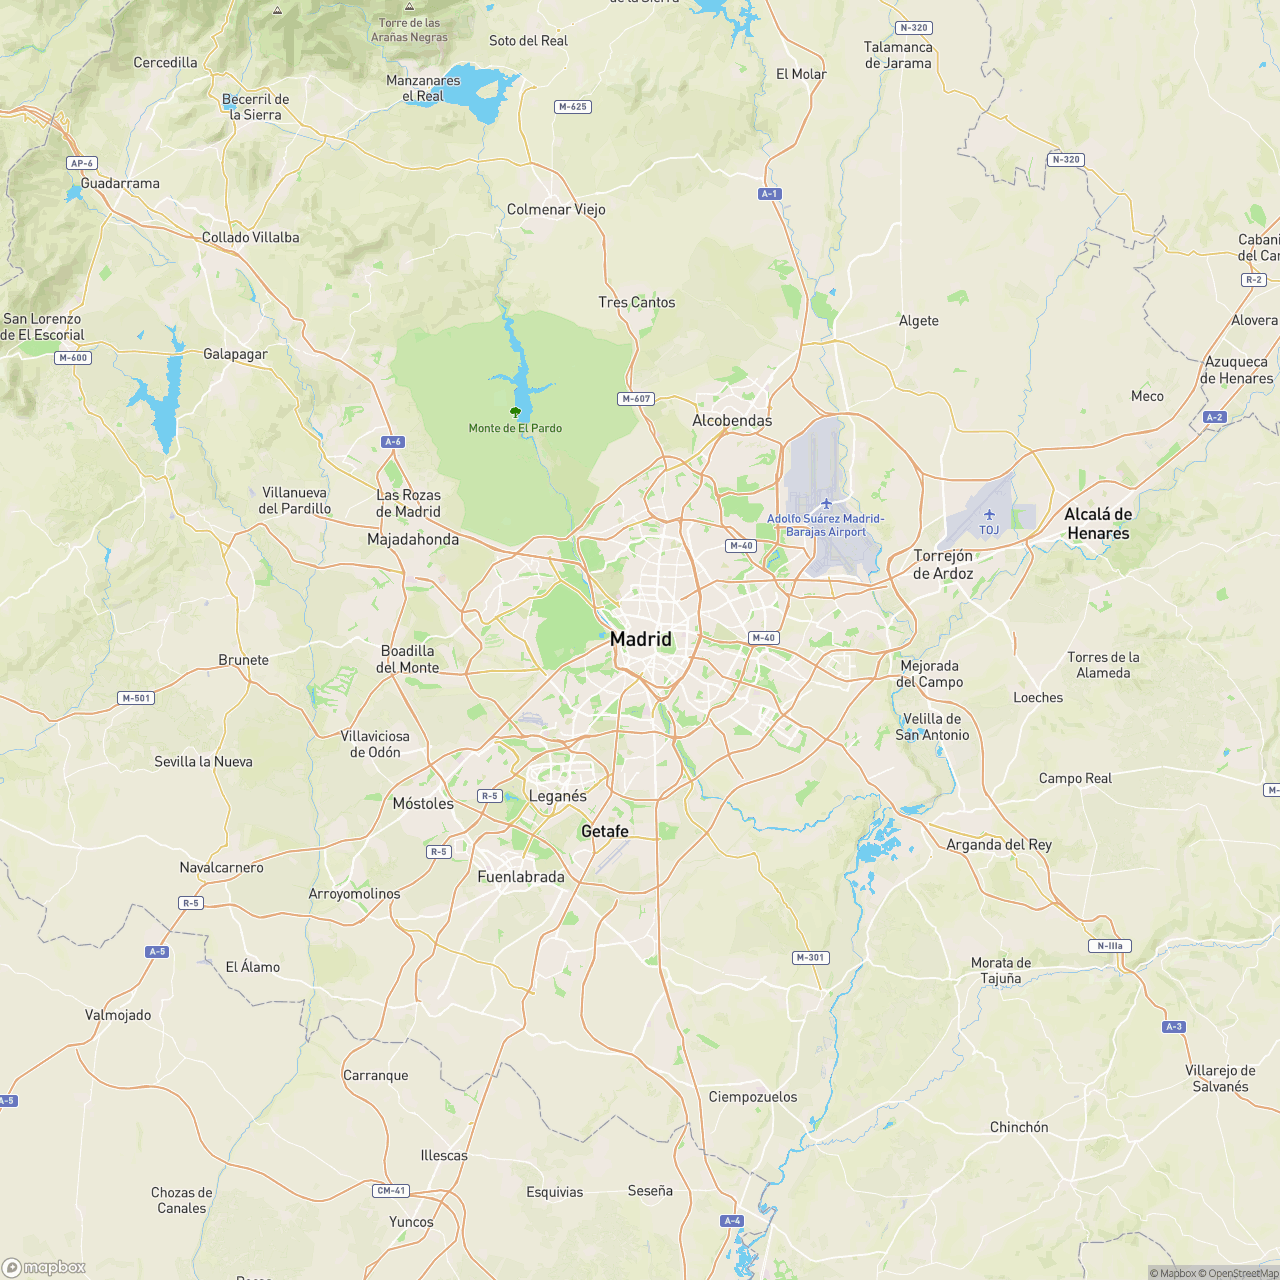 de la Sierra
N-320
Torre de las
Arañas Negras
Soto del Real
Talamanca
de Jarama
Cercedilla
El Molar
Manzanares
el Real
Becerril de
la Sierra
M-625
AP-6
N-320
Guadarrama
A-1
Colmenar Viejo
Collado Villalba
R-2
Tres Cantos
San Lorenzo
de El Escorial
Algete
Alovera
M-600
Galapagar
Azuqueca
de Henares
M-607
Meco
A-2
Monte de El Pardo
Alcobendas
A-6
Villanueva
del Pardillo
Las Rozas
de Madrid
Adolfo Suárez Madrid-
Barajas Airport
TOJ
Alcalá de
Henares
Majadahonda
M-40
Torrejón
de Ardoz
Madrid
M-40
Boadilla
del Monte
Brunete
Mejorada
del Campo
Torres de la
Alameda
M-501
Loeches
Velilla de
San Antonio
Villaviciosa
de Odón
Sevilla la Nueva
Campo Real
R-5
Leganés
M-
Móstoles
Getafe
R-5
Arganda del Rey
Navalcarnero
Fuenlabrada
Arroyomolinos
R-5
A-5
N-IIIa
M-301
El Álamo
Morata de
Tajuña
Valmojado
A-3
Carranque
Villarejo de
Salvanés
A-5
Ciempozuelos
Chinchón
Illescas
CM-41
Chozas de
Canales
Esquivias
Seseña
Yuncos
A-4
mapbox
© Mapbox © OpenStreetMap